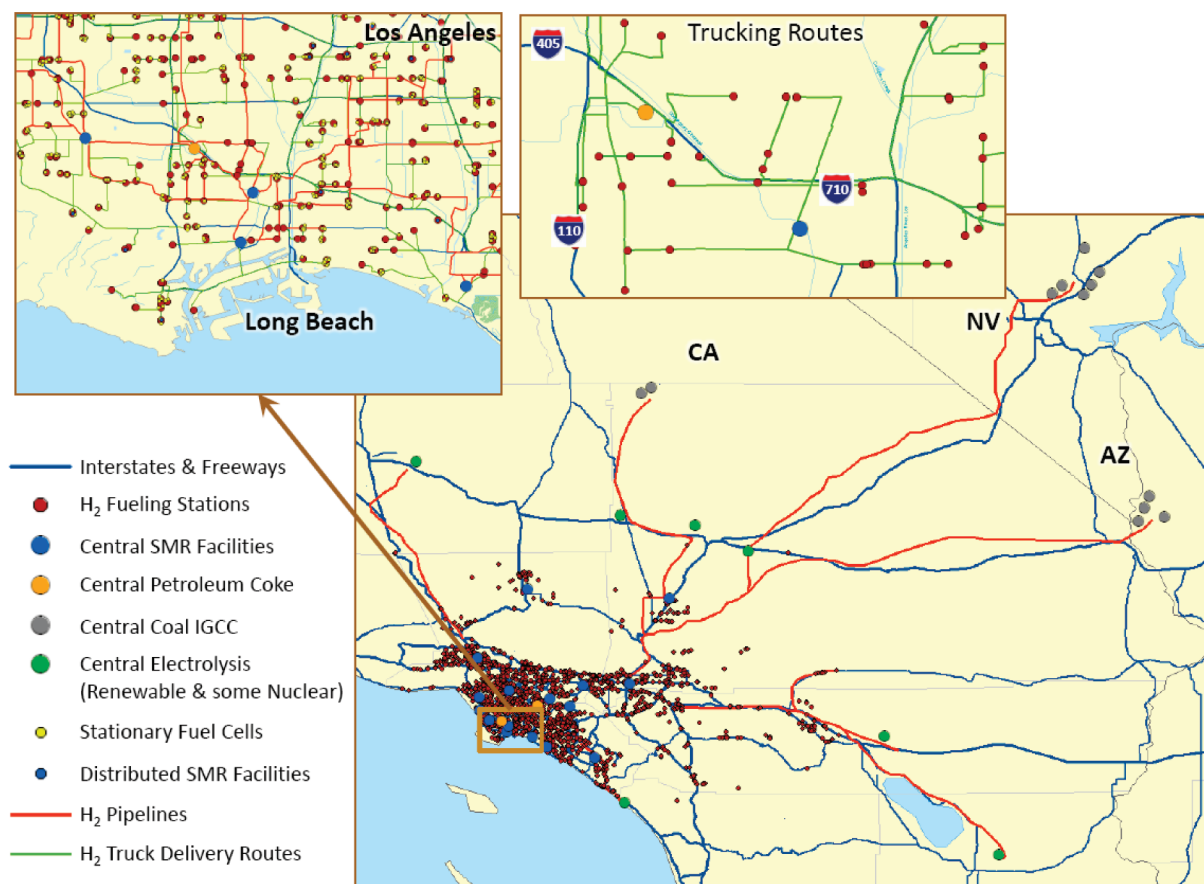 Los Angeles
Long Beach
Trucking Routes
405
710
110
CA
NV
AZ
Interstates & Freeways
H₂ Fueling Stations
Central SMR Facilities
Central Petroleum Coke
Central Coal IGCC
Central Electrolysis
(Renewable & some Nuclear)
Stationary Fuel Cells
Distributed SMR Facilities
H₂ Pipelines
H₂ Truck Delivery Routes